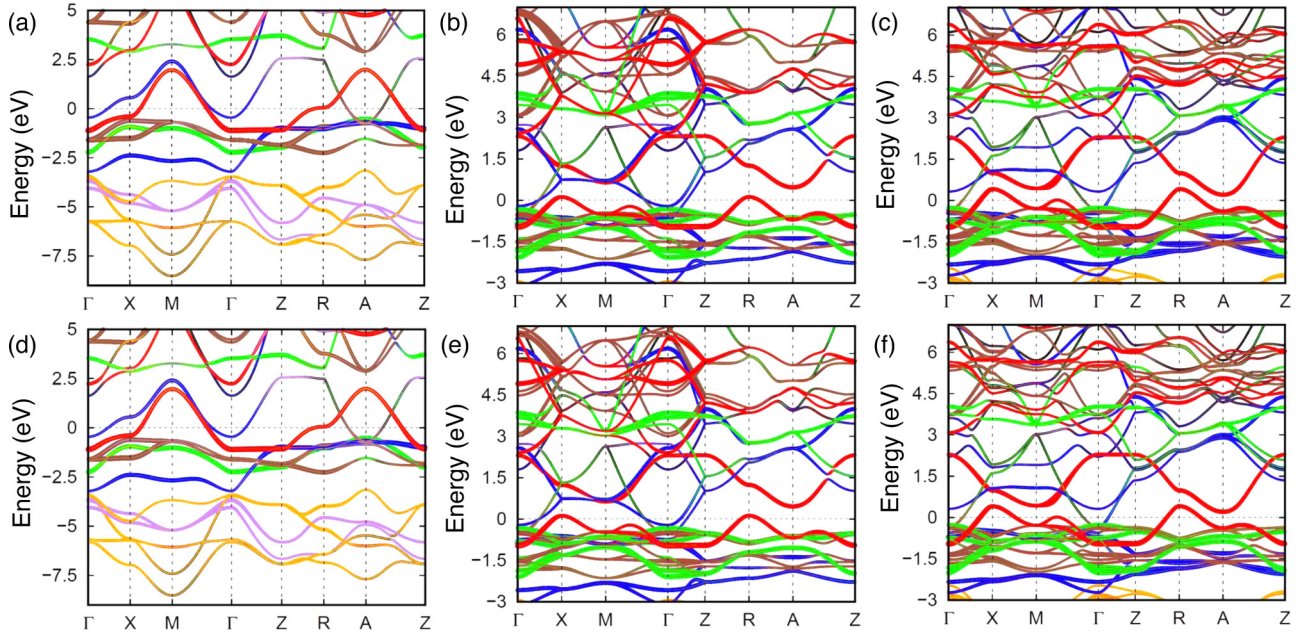 (a)
Energy (eV)
5
2.5
0
−2.5
−5
−7.5
Γ X M Γ Z R A Z
(b)
Energy (eV)
6
4.5
3
1.5
0
−1.5
−3
Γ X M Γ Z R A Z
(c)
Energy (eV)
6
4.5
3
1.5
0
−1.5
−3
Γ X M Γ Z R A Z
(d)
Energy (eV)
5
2.5
0
−2.5
−5
−7.5
Γ X M Γ Z R A Z
(e)
Energy (eV)
6
4.5
3
1.5
0
−1.5
−3
Γ X M Γ Z R A Z
(f)
Energy (eV)
6
4.5
3
1.5
0
−1.5
−3
Γ X M Γ Z R A Z